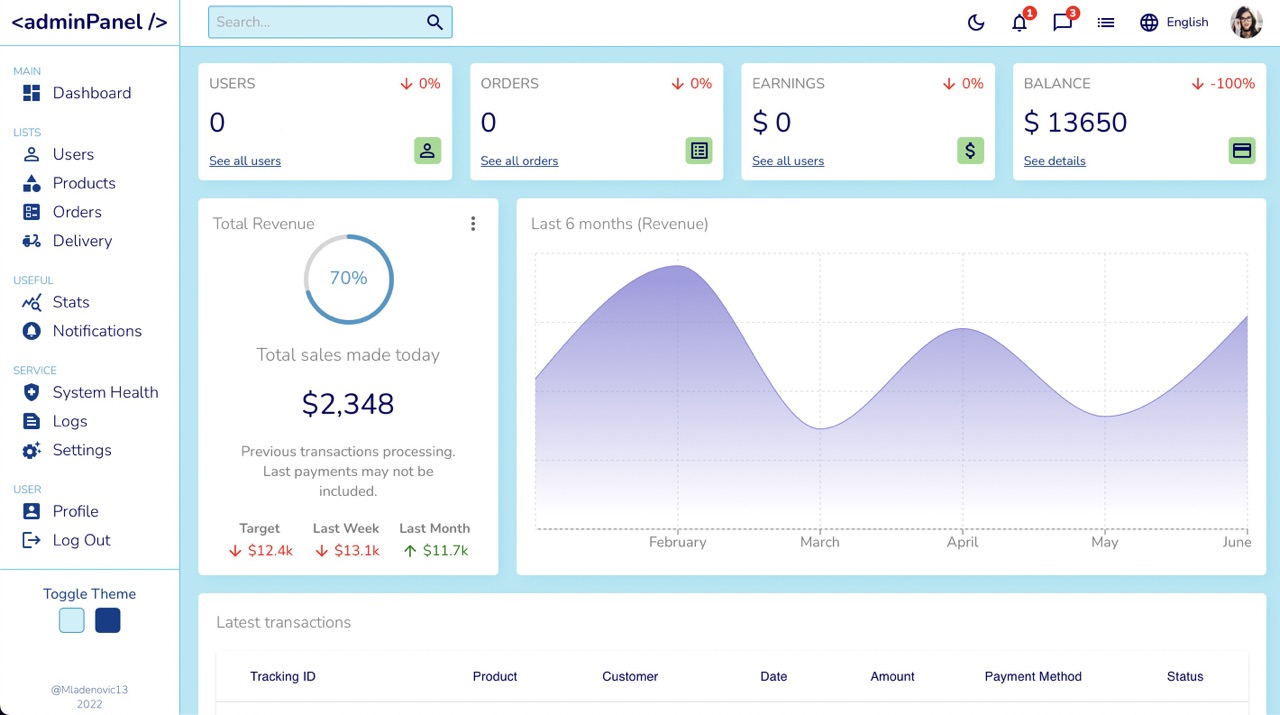 <adminPanel />
Search...
1
3
English
MAIN
Dashboard
LISTS
Users
Products
Orders
Delivery
USEFUL
Stats
Notifications
SERVICE
System Health
Logs
Settings
USER
Profile
Log Out
Toggle Theme
@Mladenovic13
2022
USERS 0%
0
See all users
ORDERS 0%
0
See all orders
EARNINGS 0%
$ 0
See all users
$
BALANCE -100%
$ 13650
See details
Total Revenue
70%
Total sales made today
$2,348
Previous transactions processing.
Last payments may not be
included.
Target Last Week Last Month
$12.4k $13.1k $11.7k
Last 6 months (Revenue)
February March April May June
Latest transactions
Tracking ID Product Customer Date Amount Payment Method Status